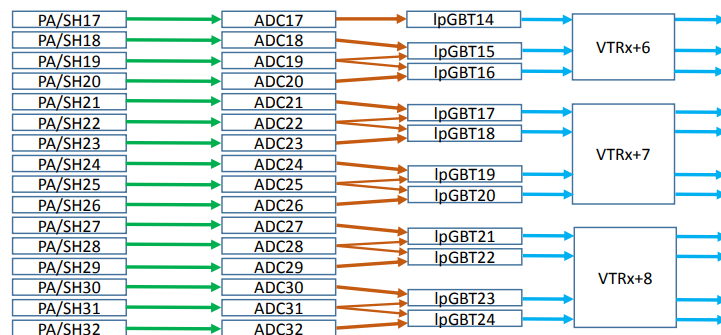 PA/SH17 ADC17 lpGBT14
PA/SH18 ADC18
PA/SH19 ADC19 lpGBT15 VTRx+6
PA/SH20 ADC20 lpGBT16
PA/SH21 ADC21
PA/SH22 ADC22 lpGBT17
PA/SH23 ADC23 lpGBT18
PA/SH24 ADC24 VTRx+7
PA/SH25 ADC25 lpGBT19
PA/SH26 ADC26 lpGBT20
PA/SH27 ADC27
PA/SH28 ADC28 lpGBT21
PA/SH29 ADC29 lpGBT22
PA/SH30 ADC30 VTRx+8
PA/SH31 ADC31 lpGBT23
PA/SH32 ADC32 lpGBT24